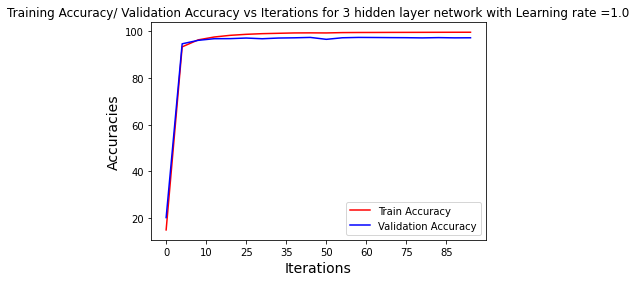 Training Accuracy/ Validation Accuracy vs Iterations for 3 hidden layer network with Learning rate =1.0
100
80
60
40
20
Accuracies
Train Accuracy
Validation Accuracy
0 10 25 35 50 60 75 85
Iterations